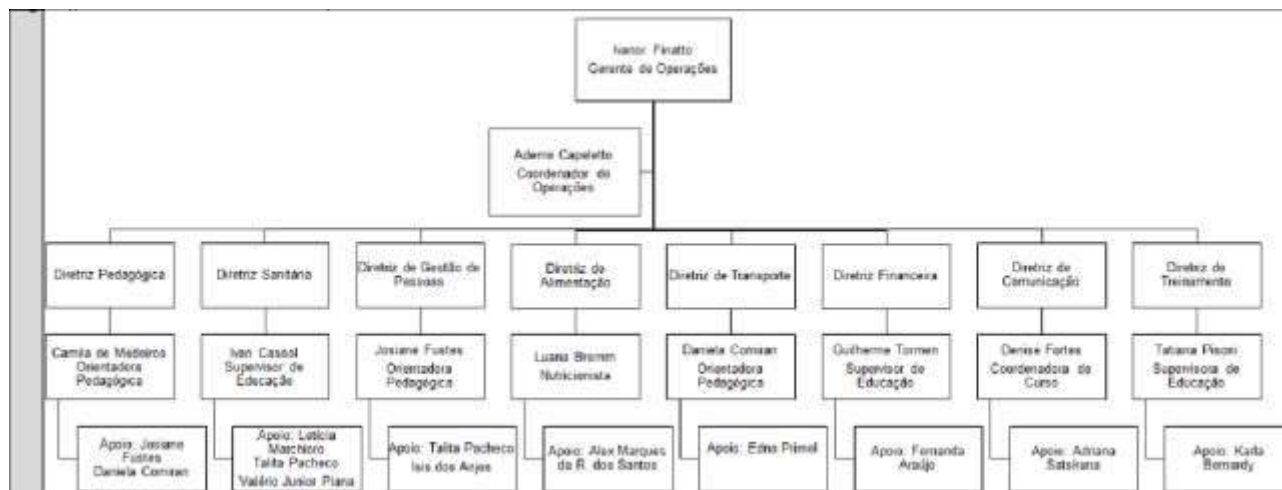 Ivanor Finatto
Gerente de Operações
Ademir Capeletto
Coordenador de
Operações
Diretriz Pedagógica
Diretriz Sanitária
Diretriz de Gestão de
Pessoas
Diretriz de
Alimentação
Diretriz de Transporte
Diretriz Financeira
Diretriz de
Comunicação
Diretriz de
Treinamento
Camila de Medeiros
Orientadora
Pedagógica
Ivan Cassol
Supervisor de
Educação
Josiane Fustes
Orientadora
Pedagógica
Luana
Nutricionista
Daniela Comsan
Orientadora
Pedagógica
Guilherme Tormen
Supervisor de
Educação
Denise Fortes
Coordenadora de
Curso
Tatiana Pisoni
Supervisora de
Educação
Apoio: Josiane
Fustes
Daniela Comsan
Apoio: Letícia
Marchioro
Talita Pacheco
Valério Junior Piana
Apoio: Talita Pacheco
Isis dos Anjos
Apoio: Alex Marques
da R. dos Santos
Apoio: Edna Primel
Apoio: Fernanda
Araújo
Apoio: Adriana
Apoio: Karla
Bernardy